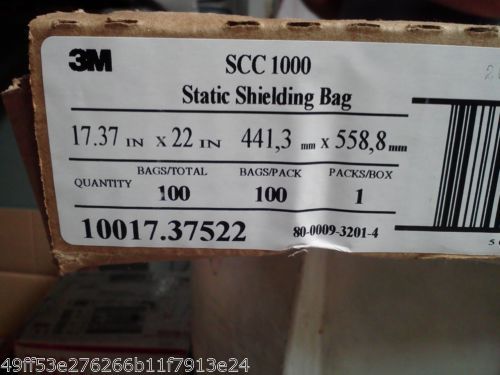 3M
SCC 1000
Static Shielding Bag
17.37 IN x 22 IN 441,3 mm x 558,8 mm
QUANTITY BAGS/TOTAL BAGS/PACK PACKS/BOX
100 100 1
10017.37522 80-0009-3201-4
49ff53e276266b11f7913e24